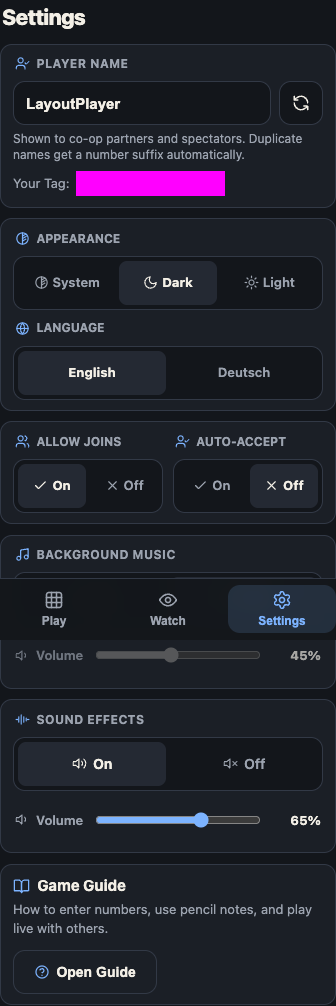 Settings
PLAYER NAME
LayoutPlayer
Shown to co-op partners and spectators. Duplicate
names get a number suffix automatically.
Your Tag:
APPEARANCE
System Dark Light
LANGUAGE
English Deutsch
ALLOW JOINS AUTO-ACCEPT
On Off On Off
BACKGROUND MUSIC
Play Watch Settings
Volume 45%
SOUND EFFECTS
On Off
Volume 65%
Game Guide
How to enter numbers, use pencil notes, and play
live with others.
Open Guide